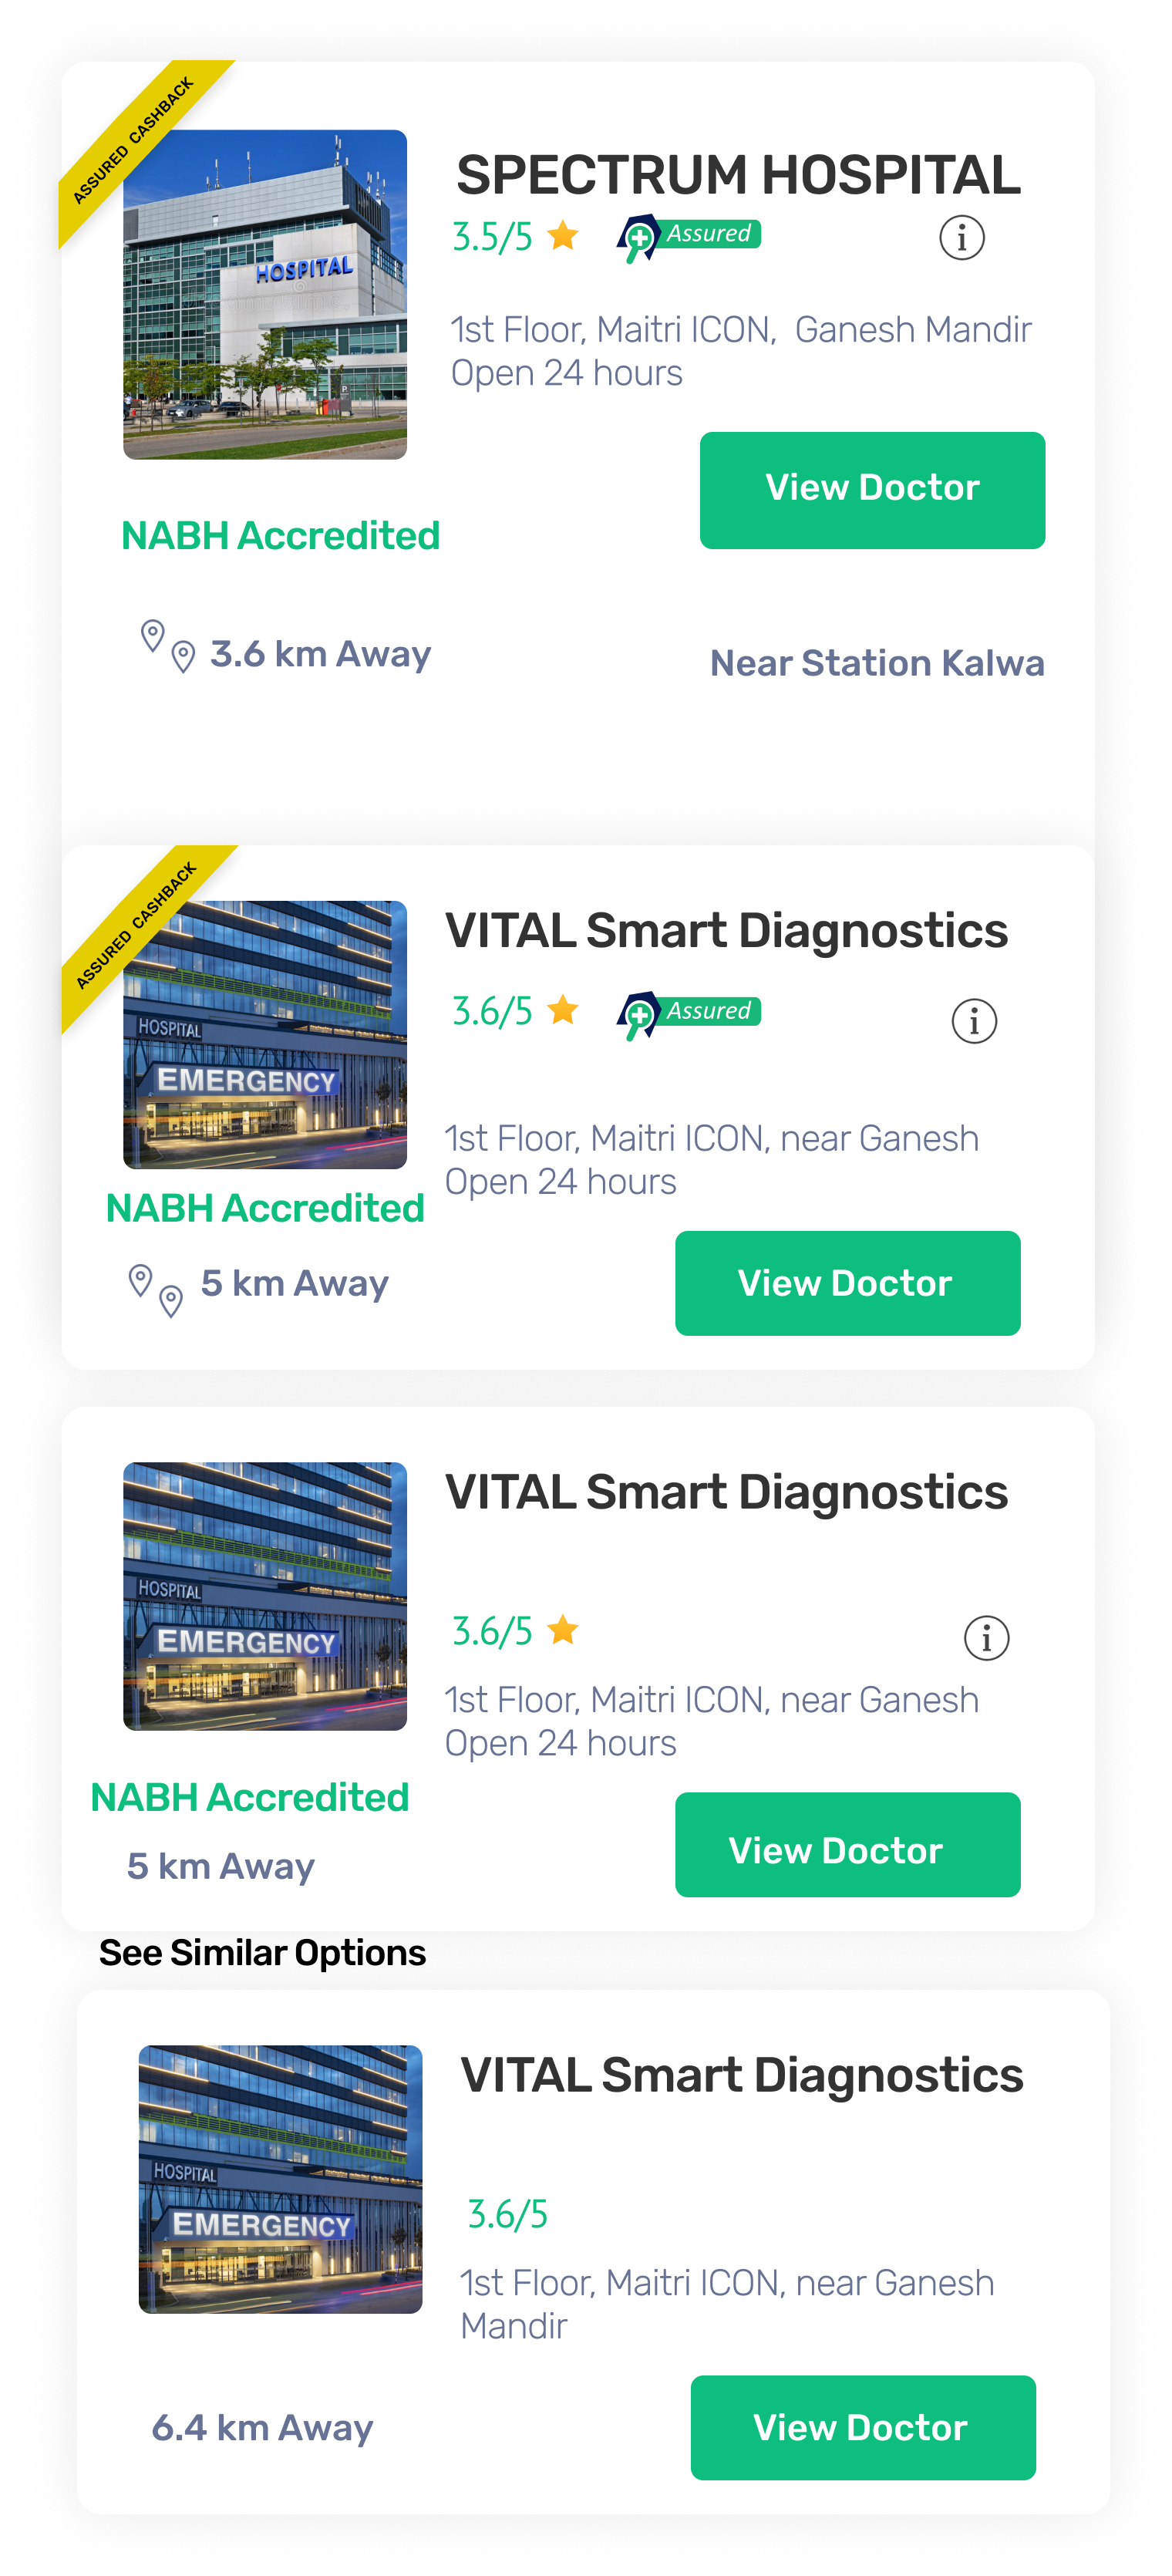 ASSURED CASHBACK
HOSPITAL
SPECTRUM HOSPITAL
3.5/5
Assured
i
1st Floor, Maitri ICON, Ganesh Mandir
Open 24 hours
View Doctor
NABH Accredited
3.6 km Away
Near Station Kalwa
ASSURED CASHBACK
HOSPITAL
EMERGENCY
VITAL Smart Diagnostics
3.6/5
Assured
i
1st Floor, Maitri ICON, near Ganesh
Open 24 hours
NABH Accredited
5 km Away
View Doctor
HOSPITAL
EMERGENCY
VITAL Smart Diagnostics
3.6/5
i
1st Floor, Maitri ICON, near Ganesh
Open 24 hours
NABH Accredited
5 km Away
View Doctor
See Similar Options
HOSPITAL
EMERGENCY
VITAL Smart Diagnostics
3.6/5
1st Floor, Maitri ICON, near Ganesh
Mandir
6.4 km Away
View Doctor